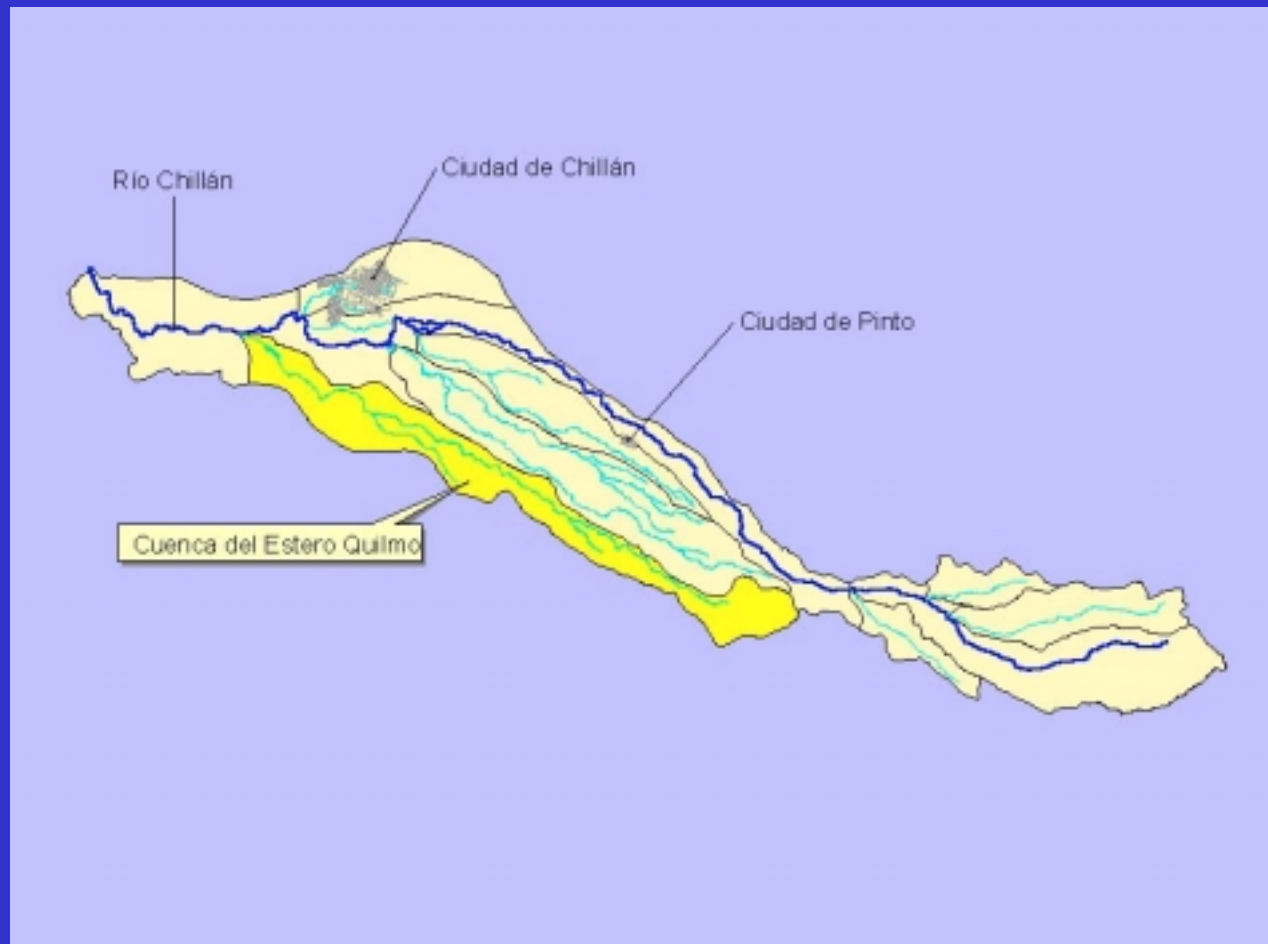 Ciudad de Chillán
Río Chillán
Ciudad de Pinto
Cuenca del Estero Quilmo